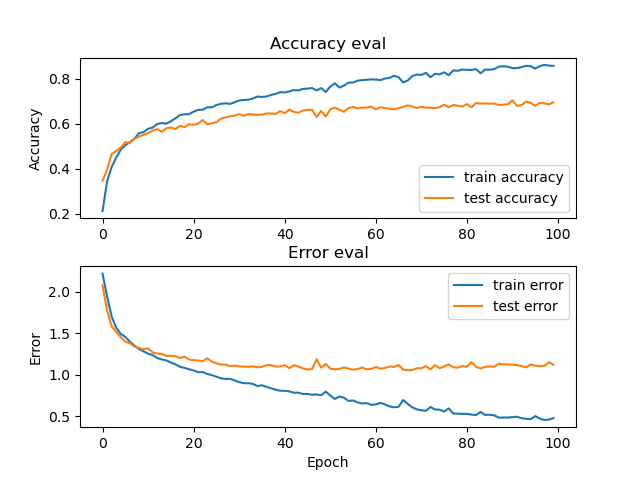 Accuracy eval
Accuracy
0.8
0.6
0.4
0.2
train accuracy
test accuracy
0 20 40 60 80 100
Error eval
Error
2.0
1.5
1.0
0.5
train error
test error
0 20 40 60 80 100
Epoch